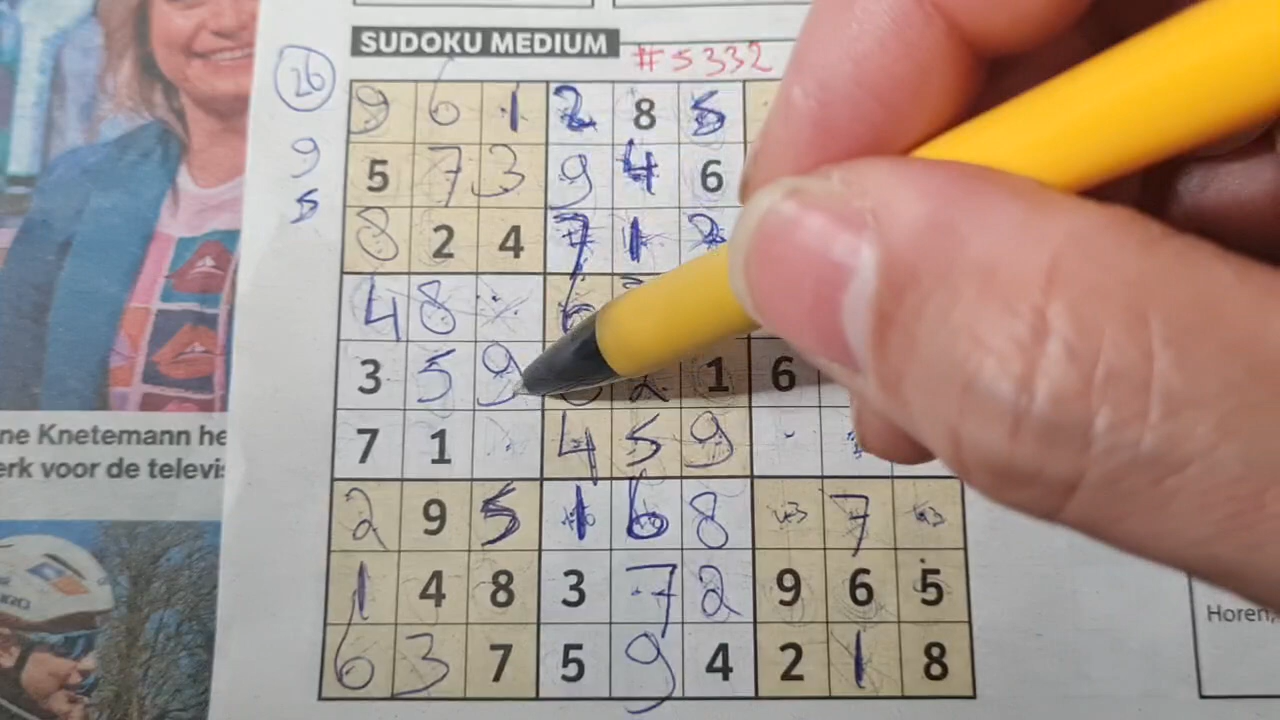 SUDOKU MEDIUM #5332
26
9
5
9 6 1 2 8 5
5 7 3 9 4 6
8 2 4 7 1
4 8 6
3 5 9 2 1 6
7 1 4 5 9
2 9 5 1 6 8 7
1 4 8 3 7 2 9 6 5
6 3 7 5 9 4 2 1 8
ne Knetemann he
erk voor de televi
Horen,